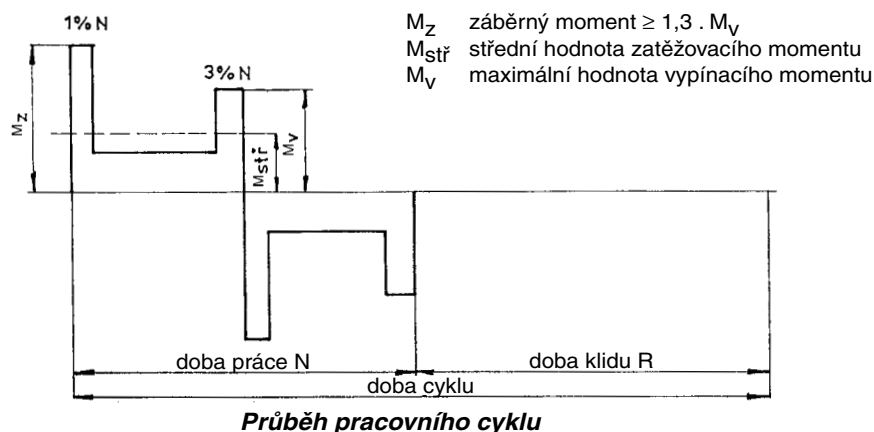 1% N
M_Z záběrný moment ≥ 1,3 . M_V
M_stř střední hodnota zatěžovacího momentu
M_V maximální hodnota vypínacího momentu
3% N
M_Z
M_stř
M_V
doba práce N
doba klidu R
doba cyklu
Průběh pracovního cyklu